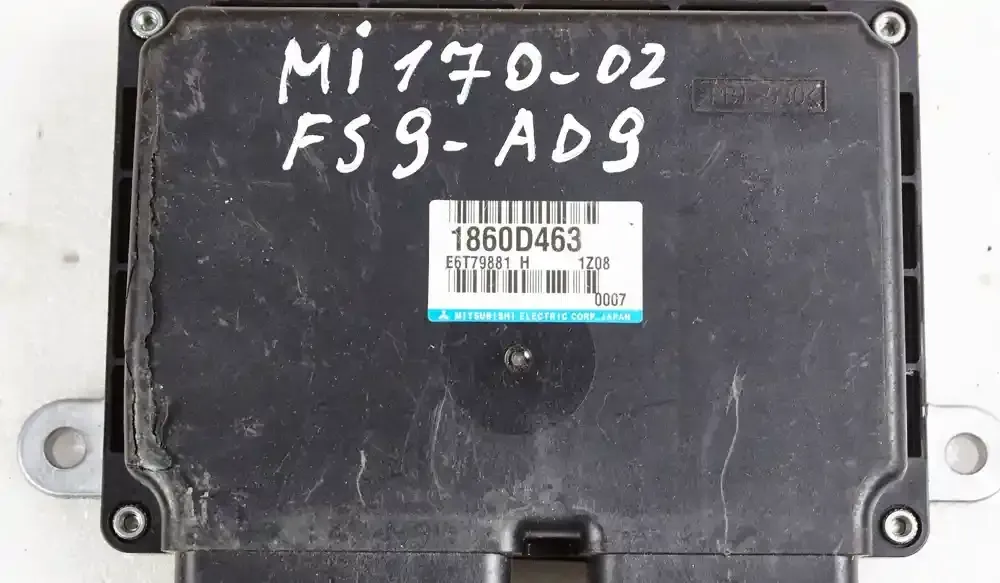 Mi 170-02
FS9-AD9
1860D463
E6T79881 H 1Z08
0007
MITSUBISHI ELECTRIC CORP. JAPAN